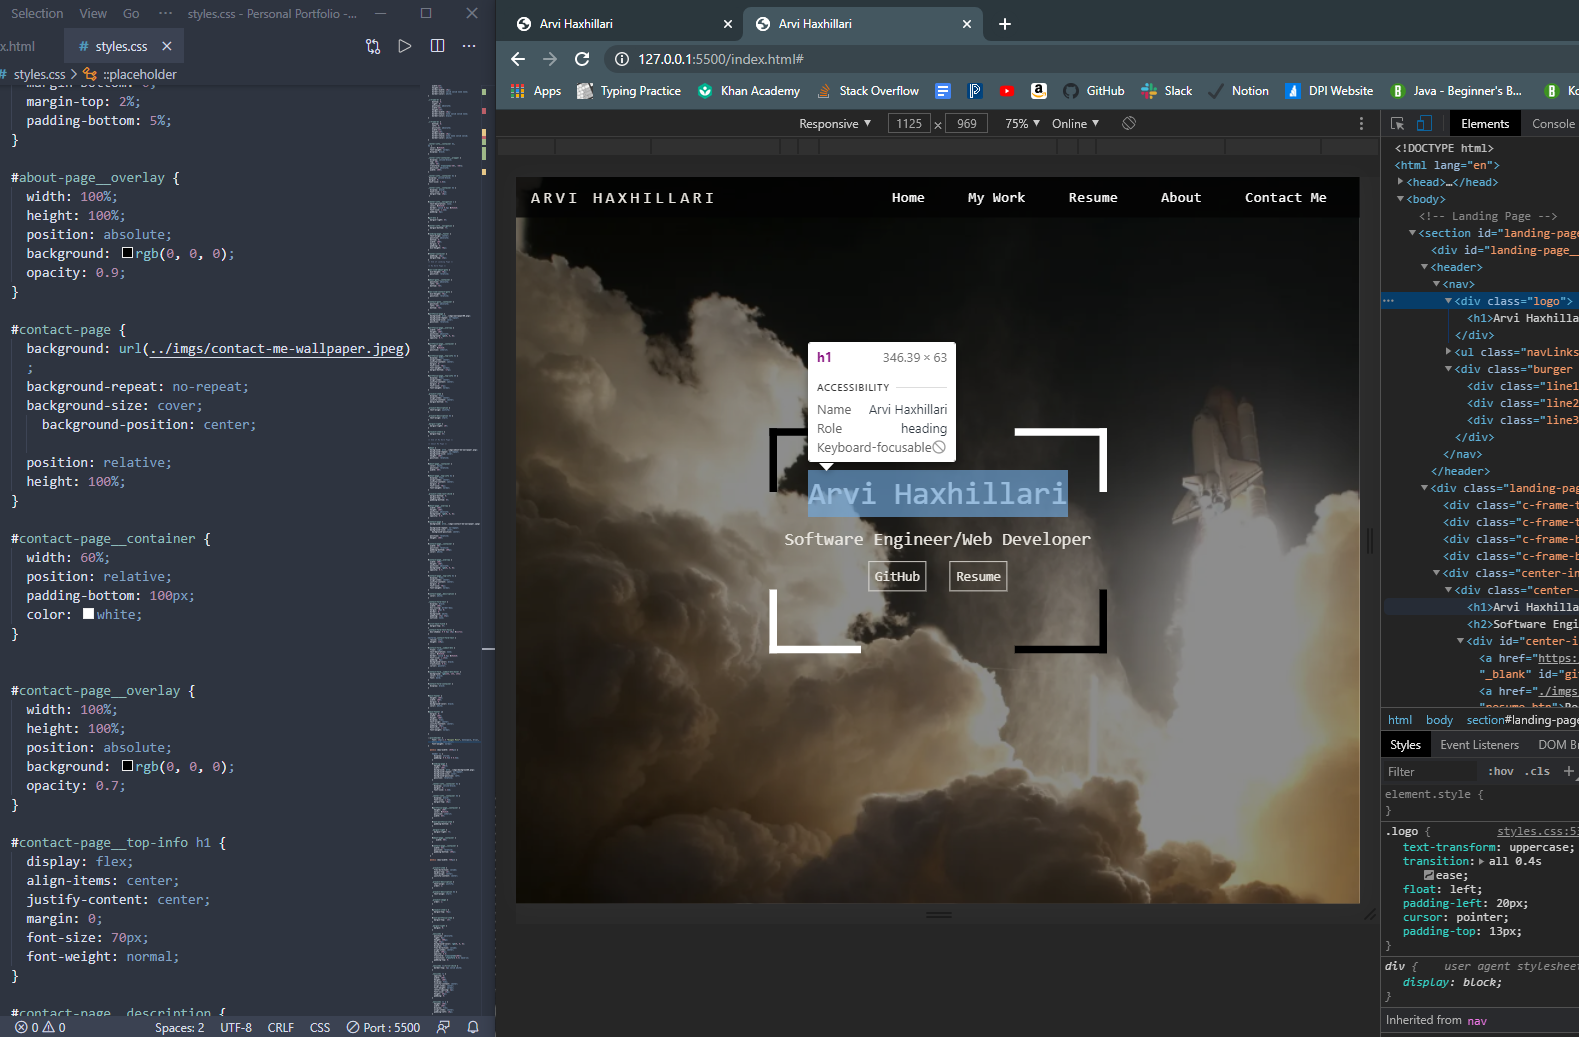 Selection View Go ··· styles.css - Personal Portfolio -...
x.html # styles.css
# styles.css > ::placeholder
margin-top: 2%;
padding-bottom: 5%;
}
#about-page__overlay {
width: 100%;
height: 100%;
position: absolute;
background: rgb(0, 0, 0);
opacity: 0.9;
}
#contact-page {
background: url(../imgs/contact-me-wallpaper.jpeg)
;
background-repeat: no-repeat;
background-size: cover;
background-position: center;
position: relative;
height: 100%;
}
#contact-page__container {
width: 60%;
position: relative;
padding-bottom: 100px;
color: white;
}
#contact-page__overlay {
width: 100%;
height: 100%;
position: absolute;
background: rgb(0, 0, 0);
opacity: 0.7;
}
#contact-page__top-info h1 {
display: flex;
align-items: center;
justify-content: center;
margin: 0;
font-size: 70px;
font-weight: normal;
}
#contact-page__description {
0 0 Spaces: 2 UTF-8 CRLF CSS Port : 5500
Arvi Haxhillari Arvi Haxhillari
127.0.0.1:5500/index.html#
Apps Typing Practice Khan Academy Stack Overflow GitHub Slack Notion DPI Website Java - Beginner's B... Ko
Responsive 1125 × 969 75% Online
ARVI HAXHILLARI Home My Work Resume About Contact Me
h1 346.39 × 63
ACCESSIBILITY
Name Arvi Haxhillari
Role heading
Keyboard-focusable
Arvi Haxhillari
Software Engineer/Web Developer
GitHub Resume
Elements Console
<!DOCTYPE html>
<html lang="en">
<head>…</head>
<body>
<!-- Landing Page -->
<section id="landing-page
<div id="landing-page__
<header>
<nav>
<div class="logo">
<h1>Arvi Haxhilla
</div>
<ul class="navLinks
<div class="burger
<div class="line1
<div class="line2
<div class="line3
</div>
</nav>
</header>
<div class="landing-pag
<div class="c-frame-t
<div class="c-frame-t
<div class="c-frame-b
<div class="c-frame-b
<div class="center-in
<div class="center-
<h1>Arvi Haxhilla
<h2>Software Engi
<div id="center-i
<a href="https:
"_blank" id="gi
<a href="./imgs
html body section#landing-page
Styles Event Listeners DOM Br
Filter :hov .cls +
element.style {
}
.logo { styles.css:53
text-transform: uppercase;
transition: all 0.4s
ease;
float: left;
padding-left: 20px;
cursor: pointer;
padding-top: 13px;
}
div { user agent stylesheet
display: block;
}
Inherited from nav